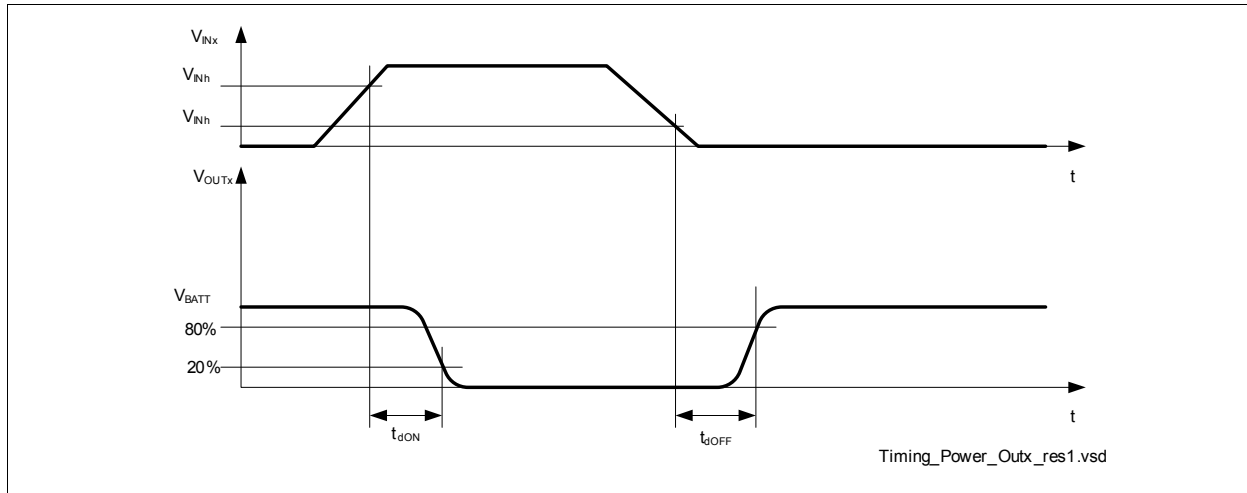 VINx
VINh
VINh
t
VOUTx
VBATT
80%
20%
t
tdON
tdOFF
Timing_Power_Outx_res1.vsd